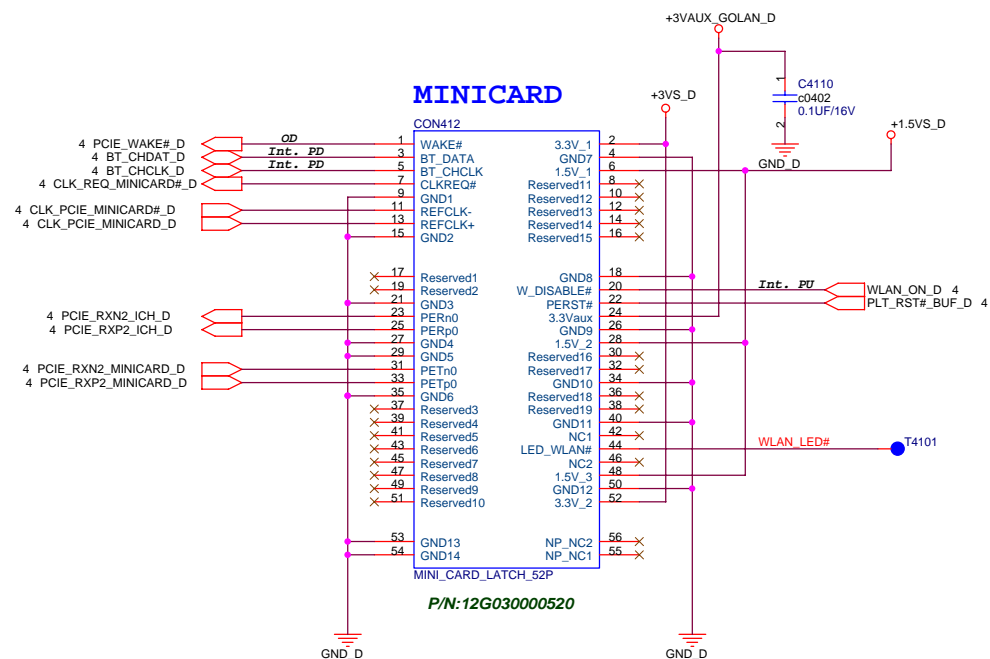 +3VAUX_GOLAN_D
C4110
c0402
0.1UF/16V
1
2
GND_D
+3VS_D
+1.5VS_D
MINICARD
CON412
4 PCIE_WAKE#_D OD 1 WAKE# 3.3V_1 2
4 BT_CHDAT_D Int. PD 3 BT_DATA GND7 4
4 BT_CHCLK_D Int. PD 5 BT_CHCLK 1.5V_1 6
4 CLK_REQ_MINICARD#_D 7 CLKREQ# Reserved11 8
9 GND1 Reserved12 10
4 CLK_PCIE_MINICARD#_D 11 REFCLK- Reserved13 12
4 CLK_PCIE_MINICARD_D 13 REFCLK+ Reserved14 14
15 GND2 Reserved15 16
17 Reserved1 GND8 18
19 Reserved2 W_DISABLE# 20 Int. PU WLAN_ON_D 4
21 GND3 PERST# 22 PLT_RST#_BUF_D 4
4 PCIE_RXN2_ICH_D 23 PERn0 3.3Vaux 24
4 PCIE_RXP2_ICH_D 25 PERp0 GND9 26
27 GND4 1.5V_2 28
29 GND5 Reserved16 30
4 PCIE_RXN2_MINICARD_D 31 PETn0 Reserved17 32
4 PCIE_RXP2_MINICARD_D 33 PETp0 GND10 34
35 GND6 Reserved18 36
37 Reserved3 Reserved19 38
39 Reserved4 GND11 40
41 Reserved5 NC1 42
43 Reserved6 LED_WLAN# 44 WLAN_LED# T4101
45 Reserved7 NC2 46
47 Reserved8 1.5V_3 48
49 Reserved9 GND12 50
51 Reserved10 3.3V_2 52
53 GND13 NP_NC2 56
54 GND14 NP_NC1 55
MINI_CARD_LATCH_52P
P/N:12G030000520
GND_D
GND_D